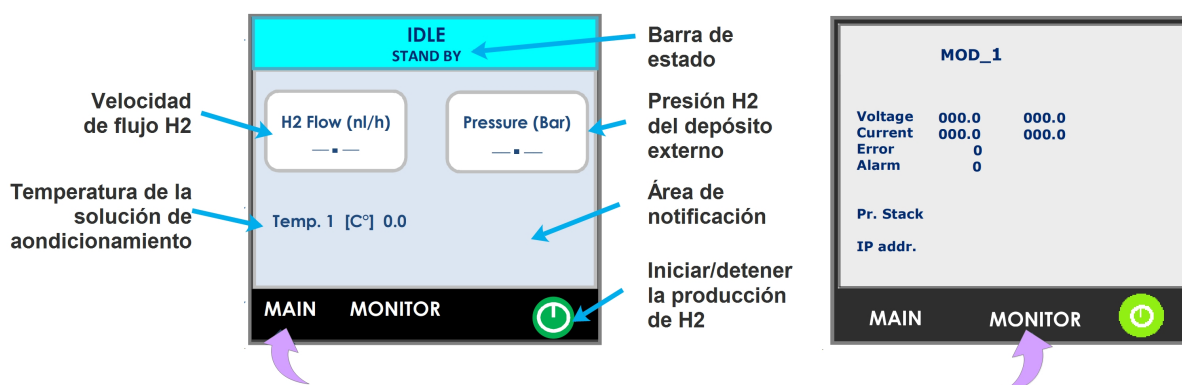 IDLE
STAND BY
Barra de
estado
Velocidad
de flujo H2
H2 Flow (nl/h)
—.—
Pressure (Bar)
—.—
Presión H2
del depósito
externo
Temperatura de la
solución de
aondicionamiento
Temp. 1 [C°] 0.0
Área de
notificación
Iniciar/detener
la producción
de H2
MAIN MONITOR
MOD_1
Voltage 000.0 000.0
Current 000.0 000.0
Error 0
Alarm 0
Pr. Stack
IP addr.
MAIN MONITOR